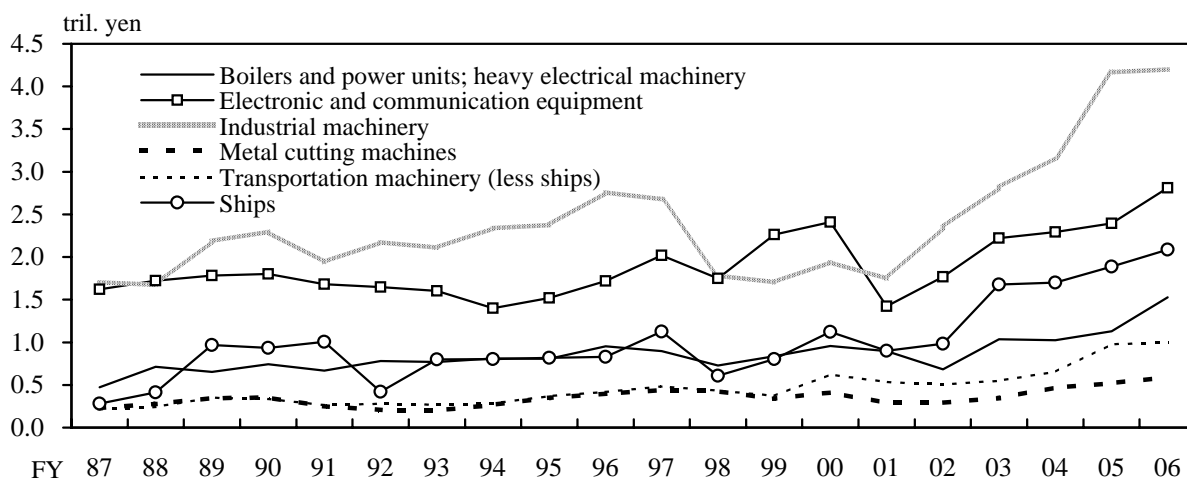 tril. yen
4.5
4.0
3.5
3.0
2.5
2.0
1.5
1.0
0.5
0.0
Boilers and power units; heavy electrical machinery
Electronic and communication equipment
Industrial machinery
Metal cutting machines
Transportation machinery (less ships)
Ships
FY 87 88 89 90 91 92 93 94 95 96 97 98 99 00 01 02 03 04 05 06